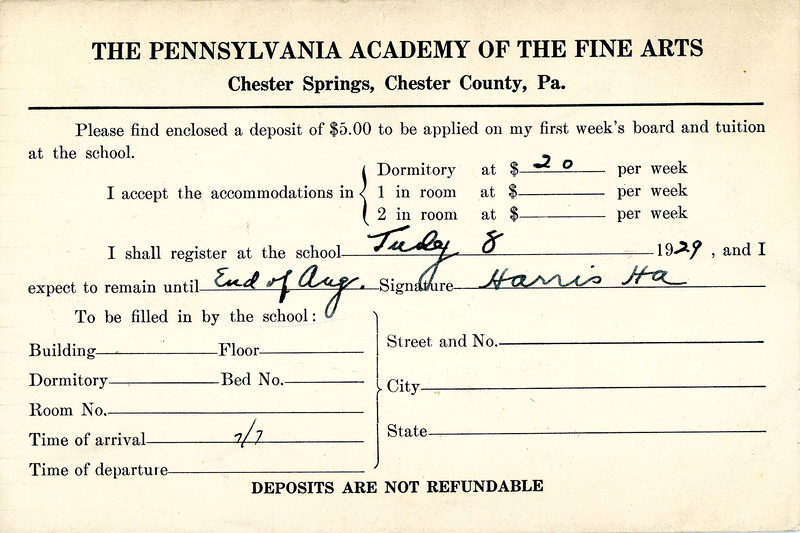 THE PENNSYLVANIA ACADEMY OF THE FINE ARTS
Chester Springs, Chester County, Pa.
Please find enclosed a deposit of $5.00 to be applied on my first week's board and tuition
at the school.
I accept the accommodations in
Dormitory at $ 20 per week
1 in room at $ per week
2 in room at $ per week
I shall register at the school July 8 1929, and I
expect to remain until End of Aug. Signature Harris Ha
To be filled in by the school:
Building Floor
Dormitory Bed No.
Room No.
Time of arrival 7/7
Time of departure
Street and No.
City
State
DEPOSITS ARE NOT REFUNDABLE